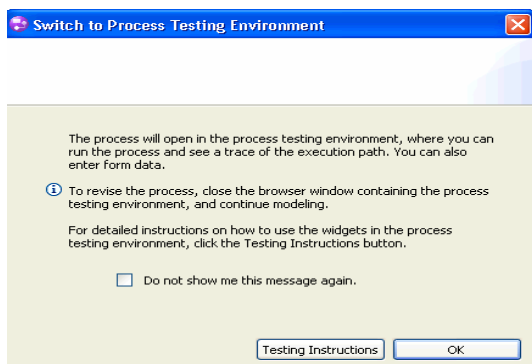 Switch to Process Testing Environment
The process will open in the process testing environment, where you can
run the process and see a trace of the execution path. You can also
enter form data.
To revise the process, close the browser window containing the process
testing environment, and continue modeling.
For detailed instructions on how to use the widgets in the process
testing environment, click the Testing Instructions button.
Do not show me this message again.
Testing Instructions
OK